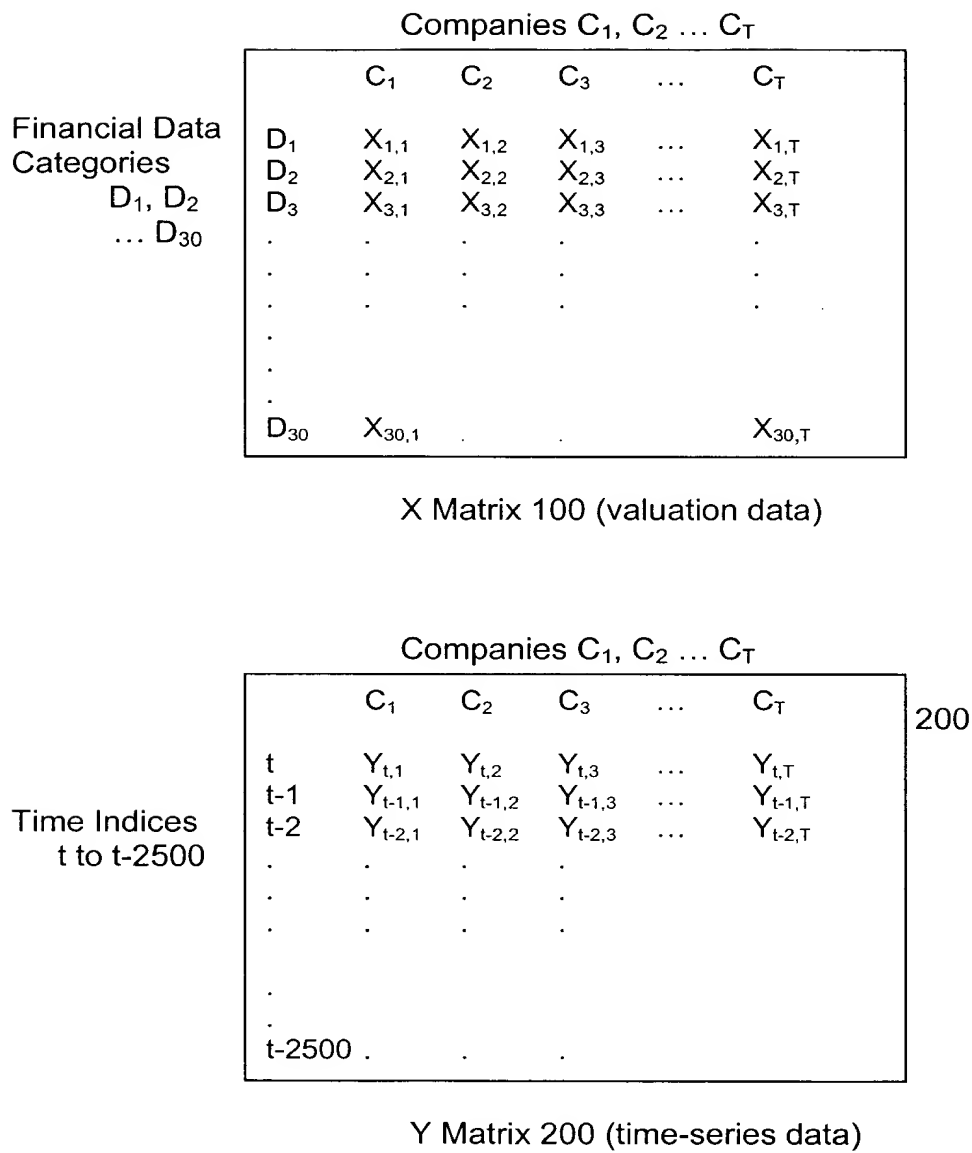 Companies C₁, C₂ ... C_T
C₁ C₂ C₃ ... C_T
Financial Data
Categories
D₁, D₂
... D₃₀
D₁ X₁,₁ X₁,₂ X₁,₃ ... X₁,T
D₂ X₂,₁ X₂,₂ X₂,₃ ... X₂,T
D₃ X₃,₁ X₃,₂ X₃,₃ ... X₃,T
. . . . .
. . . . .
. . . . .
.
.
.
D₃₀ X₃₀,₁ . . X₃₀,T
X Matrix 100 (valuation data)
Companies C₁, C₂ ... C_T
C₁ C₂ C₃ ... C_T
200
t Yt,1 Yt,2 Yt,3 ... Yt,T
t-1 Yt-1,1 Yt-1,2 Yt-1,3 ... Yt-1,T
t-2 Yt-2,1 Yt-2,2 Yt-2,3 ... Yt-2,T
Time Indices
t to t-2500
. . . .
. . . .
. . . .
.
.
t-2500 . . .
Y Matrix 200 (time-series data)